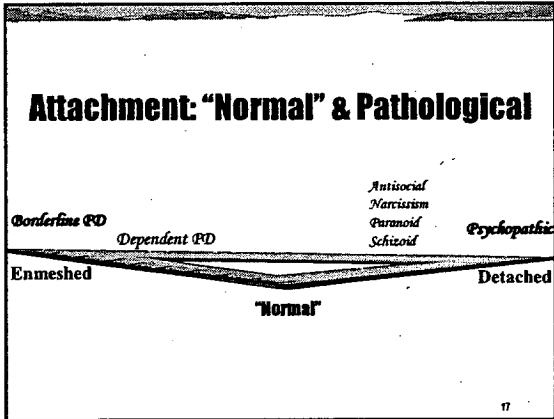 Attachment: “Normal” & Pathological
Antisocial
Narcissism
Paranoid
Schizoid
Borderline PD
Dependent PD
Psychopathic
Enmeshed
Detached
“Normal”
17